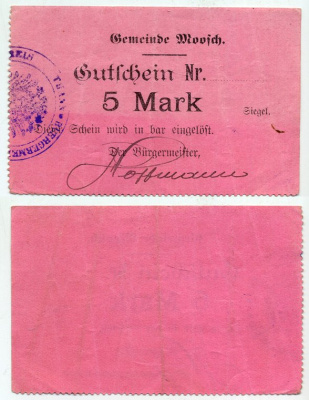 Gemeinde Moosch.
Gutschein Nr.
5 Mark
Siegel.
Dieser Schein wird in bar eingelöst.
Der Bürgermeister,
Hoffmann